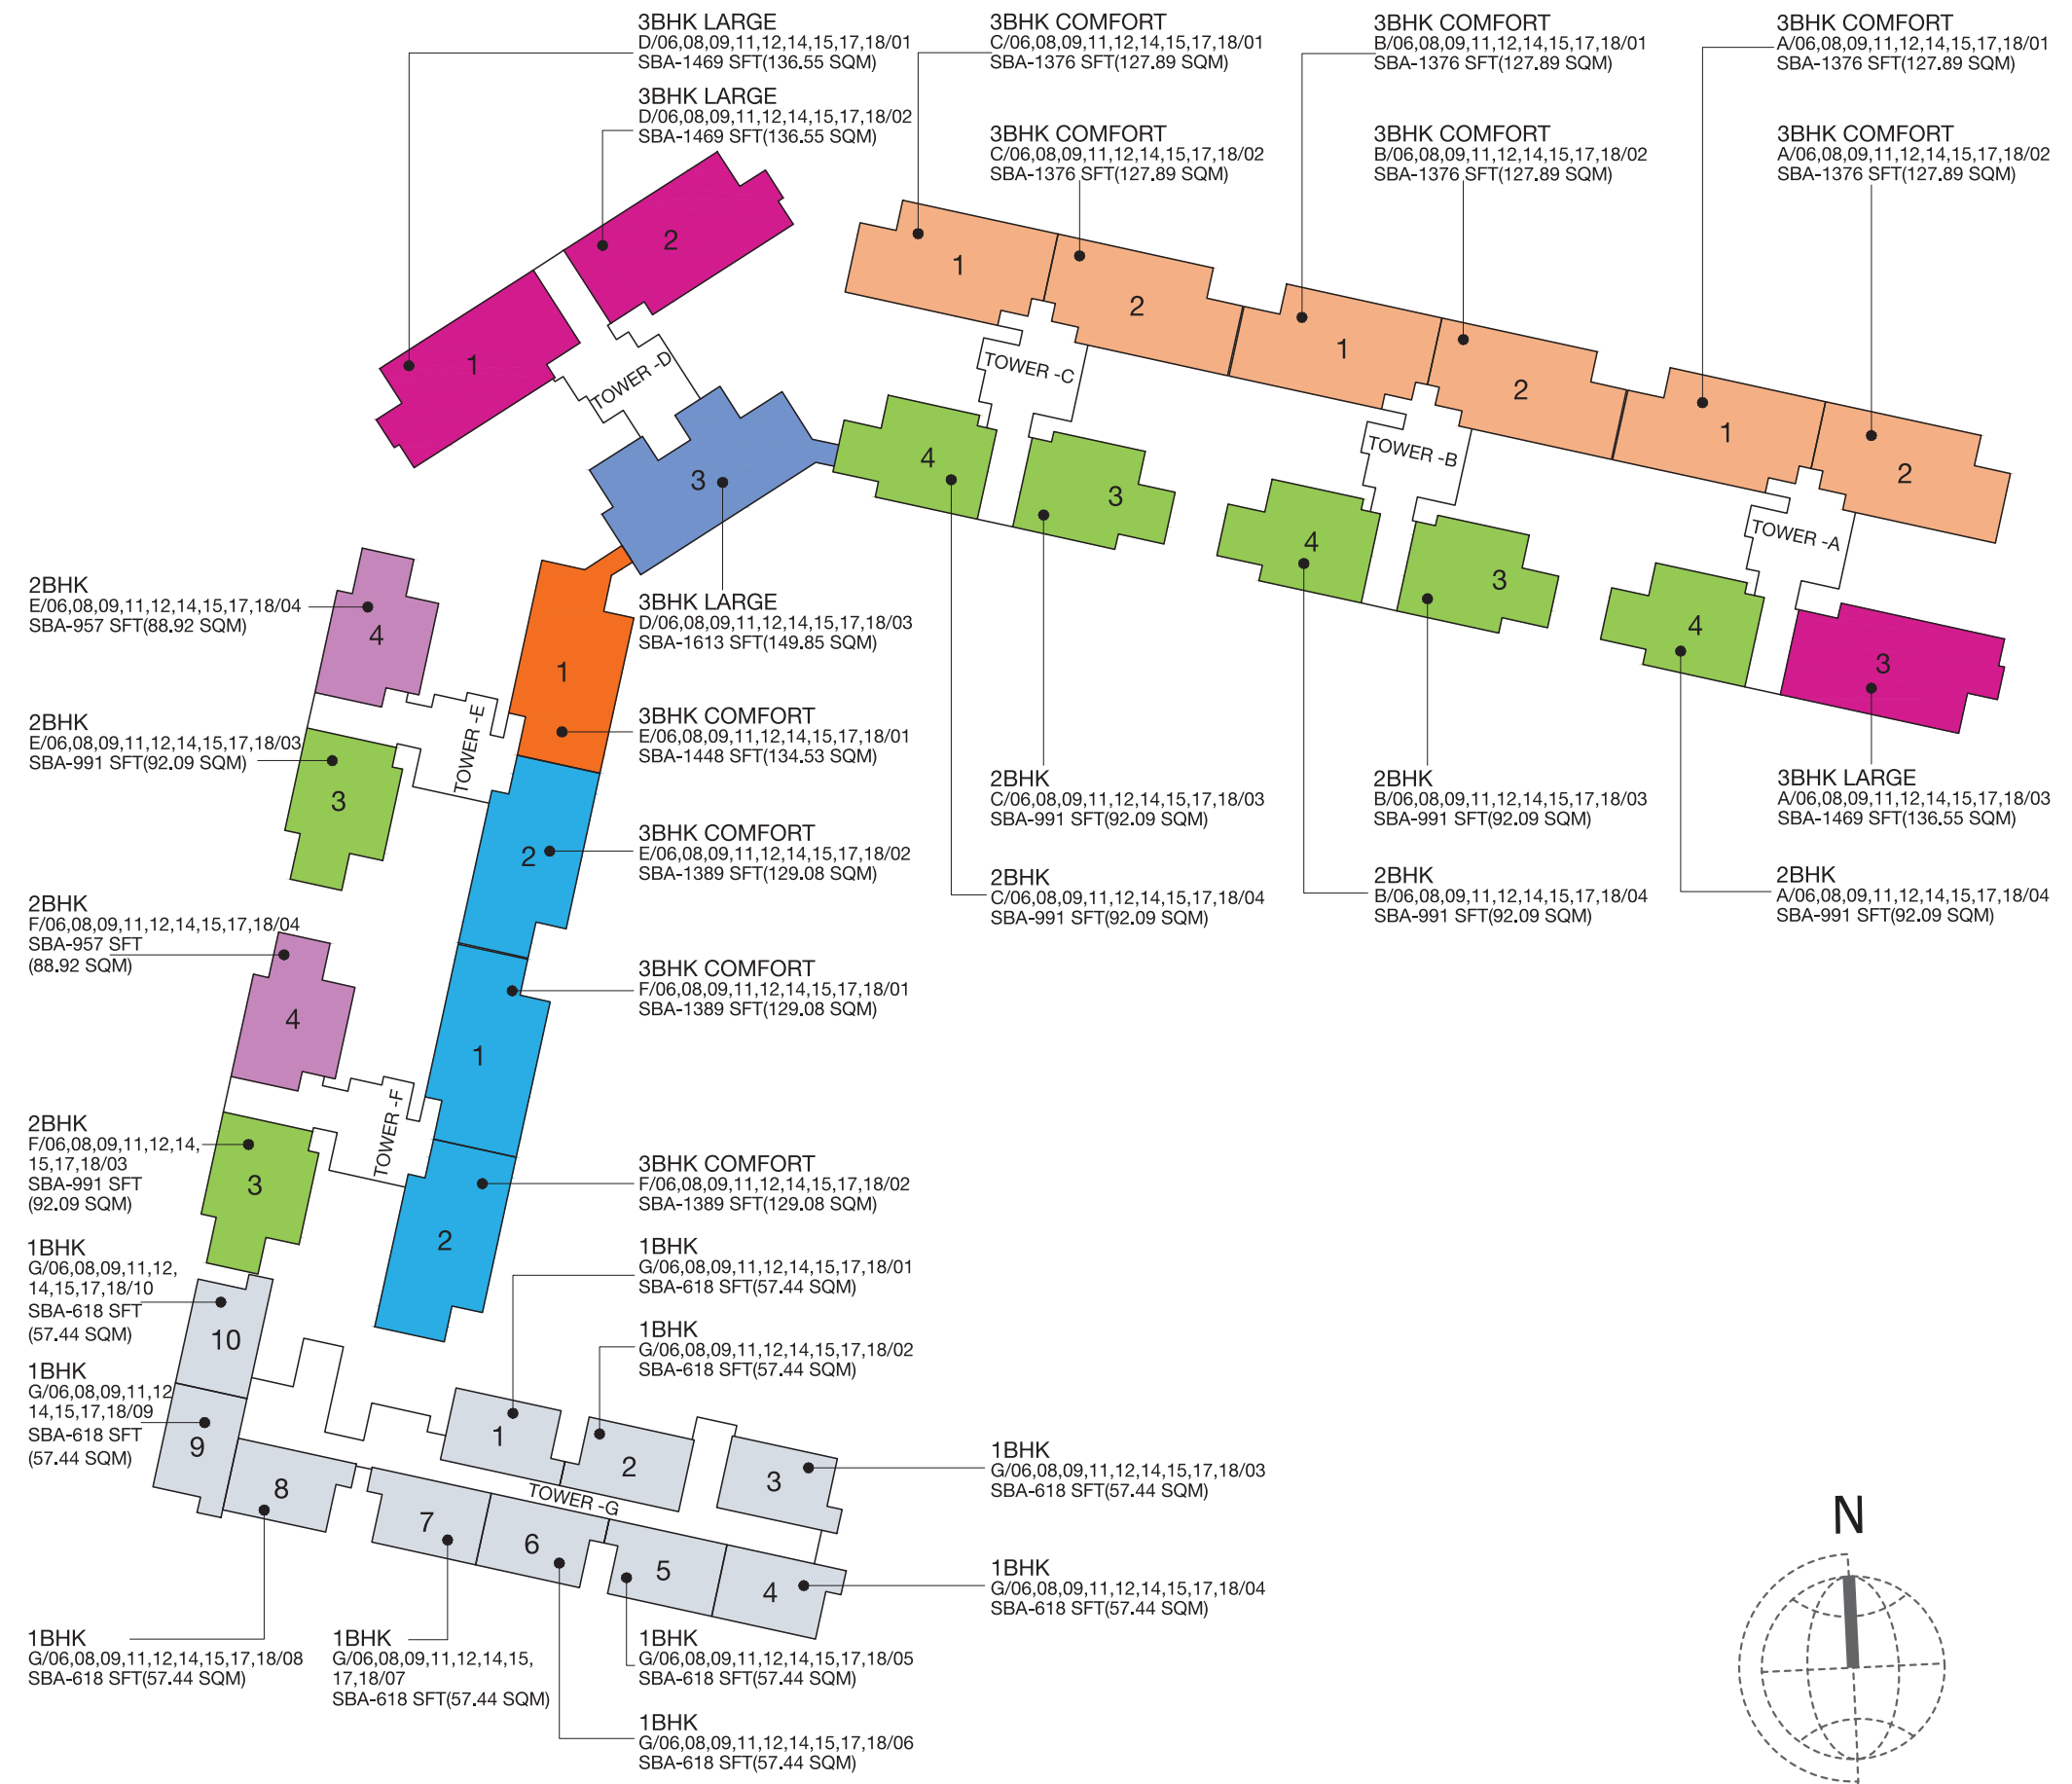 3BHK LARGE
D/06,08,09,11,12,14,15,17,18/01
SBA-1469 SFT(136.55 SQM)
3BHK LARGE
D/06,08,09,11,12,14,15,17,18/02
SBA-1469 SFT(136.55 SQM)
3BHK COMFORT
C/06,08,09,11,12,14,15,17,18/01
SBA-1376 SFT(127.89 SQM)
3BHK COMFORT
C/06,08,09,11,12,14,15,17,18/02
SBA-1376 SFT(127.89 SQM)
3BHK COMFORT
B/06,08,09,11,12,14,15,17,18/01
SBA-1376 SFT(127.89 SQM)
3BHK COMFORT
B/06,08,09,11,12,14,15,17,18/02
SBA-1376 SFT(127.89 SQM)
3BHK COMFORT
A/06,08,09,11,12,14,15,17,18/01
SBA-1376 SFT(127.89 SQM)
3BHK COMFORT
A/06,08,09,11,12,14,15,17,18/02
SBA-1376 SFT(127.89 SQM)
1
2
3
TOWER -D
1
2
4
3
TOWER -C
1
2
4
3
TOWER -B
1
2
4
3
TOWER -A
2BHK
E/06,08,09,11,12,14,15,17,18/04
SBA-957 SFT(88.92 SQM)
2BHK
E/06,08,09,11,12,14,15,17,18/03
SBA-991 SFT(92.09 SQM)
4
3
1
2
TOWER -E
3BHK LARGE
D/06,08,09,11,12,14,15,17,18/03
SBA-1613 SFT(149.85 SQM)
3BHK COMFORT
E/06,08,09,11,12,14,15,17,18/01
SBA-1448 SFT(134.53 SQM)
3BHK COMFORT
E/06,08,09,11,12,14,15,17,18/02
SBA-1389 SFT(129.08 SQM)
2BHK
C/06,08,09,11,12,14,15,17,18/03
SBA-991 SFT(92.09 SQM)
2BHK
C/06,08,09,11,12,14,15,17,18/04
SBA-991 SFT(92.09 SQM)
2BHK
B/06,08,09,11,12,14,15,17,18/03
SBA-991 SFT(92.09 SQM)
2BHK
B/06,08,09,11,12,14,15,17,18/04
SBA-991 SFT(92.09 SQM)
3BHK LARGE
A/06,08,09,11,12,14,15,17,18/03
SBA-1469 SFT(136.55 SQM)
2BHK
A/06,08,09,11,12,14,15,17,18/04
SBA-991 SFT(92.09 SQM)
2BHK
F/06,08,09,11,12,14,15,17,18/04
SBA-957 SFT
(88.92 SQM)
2BHK
F/06,08,09,11,12,14,
15,17,18/03
SBA-991 SFT
(92.09 SQM)
4
3
1
2
TOWER -F
3BHK COMFORT
F/06,08,09,11,12,14,15,17,18/01
SBA-1389 SFT(129.08 SQM)
3BHK COMFORT
F/06,08,09,11,12,14,15,17,18/02
SBA-1389 SFT(129.08 SQM)
1BHK
G/06,08,09,11,12,
14,15,17,18/10
SBA-618 SFT
(57.44 SQM)
1BHK
G/06,08,09,11,12
14,15,17,18/09
SBA-618 SFT
(57.44 SQM)
1BHK
G/06,08,09,11,12,14,15,17,18/01
SBA-618 SFT(57.44 SQM)
1BHK
G/06,08,09,11,12,14,15,17,18/02
SBA-618 SFT(57.44 SQM)
10
9
8
7
6
5
4
1
2
3
TOWER -G
1BHK
G/06,08,09,11,12,14,15,17,18/03
SBA-618 SFT(57.44 SQM)
1BHK
G/06,08,09,11,12,14,15,17,18/04
SBA-618 SFT(57.44 SQM)
1BHK
G/06,08,09,11,12,14,15,17,18/08
SBA-618 SFT(57.44 SQM)
1BHK
G/06,08,09,11,12,14,15,
17,18/07
SBA-618 SFT(57.44 SQM)
1BHK
G/06,08,09,11,12,14,15,17,18/05
SBA-618 SFT(57.44 SQM)
1BHK
G/06,08,09,11,12,14,15,17,18/06
SBA-618 SFT(57.44 SQM)
N